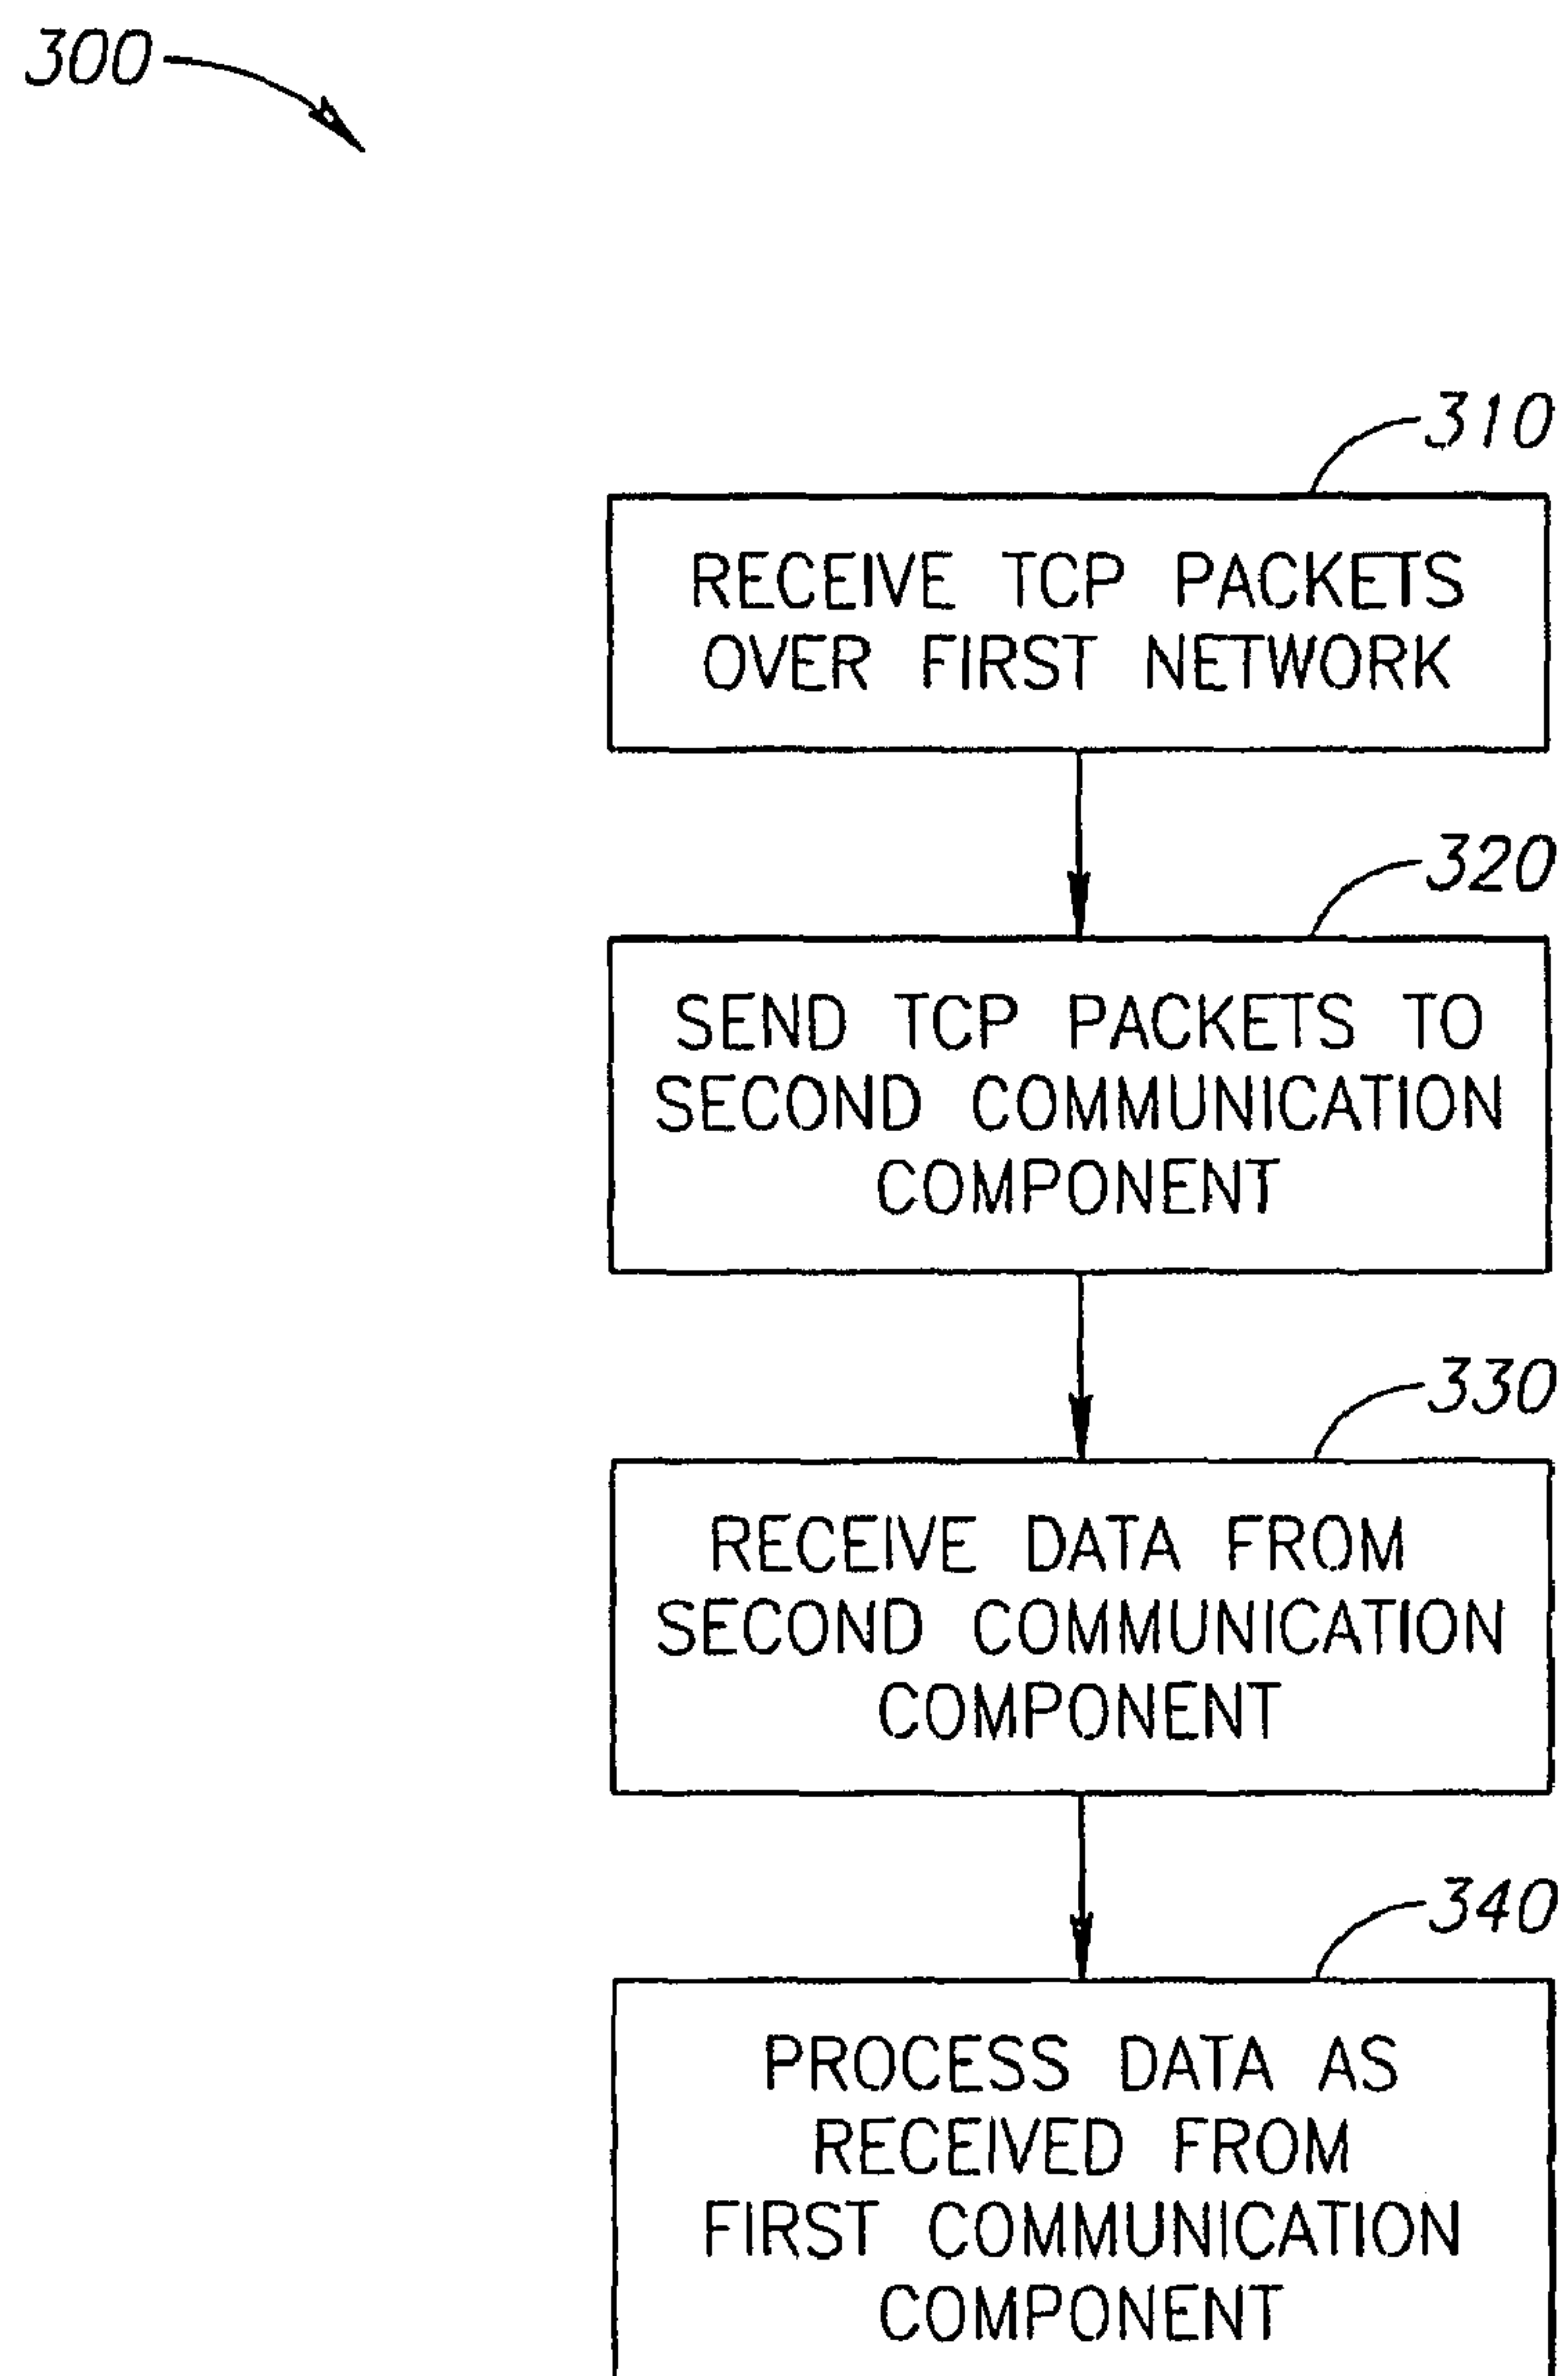 300
310
RECEIVE TCP PACKETS
OVER FIRST NETWORK
320
SEND TCP PACKETS TO
SECOND COMMUNICATION
COMPONENT
330
RECEIVE DATA FROM
SECOND COMMUNICATION
COMPONENT
340
PROCESS DATA AS
RECEIVED FROM
FIRST COMMUNICATION
COMPONENT